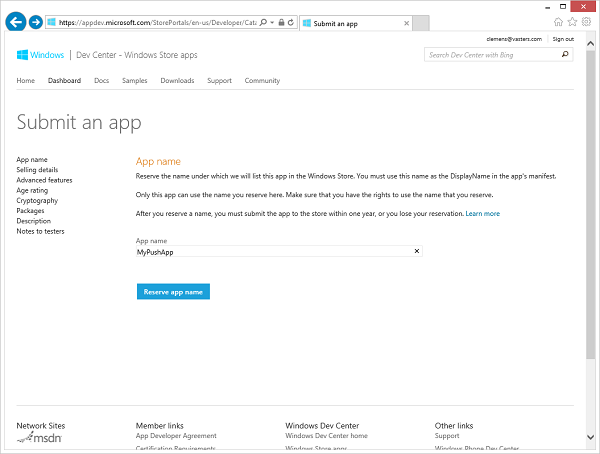 https://appdev.microsoft.com/StorePortals/en-us/Developer/Cata
Submit an app
clemens@vasters.com Sign out
Windows | Dev Center - Windows Store apps
Search Dev Center with Bing
Home Dashboard Docs Samples Downloads Support Community
Submit an app
App name
Selling details
Advanced features
Age rating
Cryptography
Packages
Description
Notes to testers
App name
Reserve the name under which we will list this app in the Windows Store. You must use this name as the DisplayName in the app's manifest.
Only this app can use the name you reserve here. Make sure that you have the rights to use the name that you reserve.
After you reserve a name, you must submit the app to the store within one year, or you lose your reservation. Learn more
App name
MyPushApp
Reserve app name
Network Sites Member links Windows Dev Center Other links
msdn App Developer Agreement Windows Dev Center home Support
Certification Requirements Windows Store apps Windows Phone Dev Center